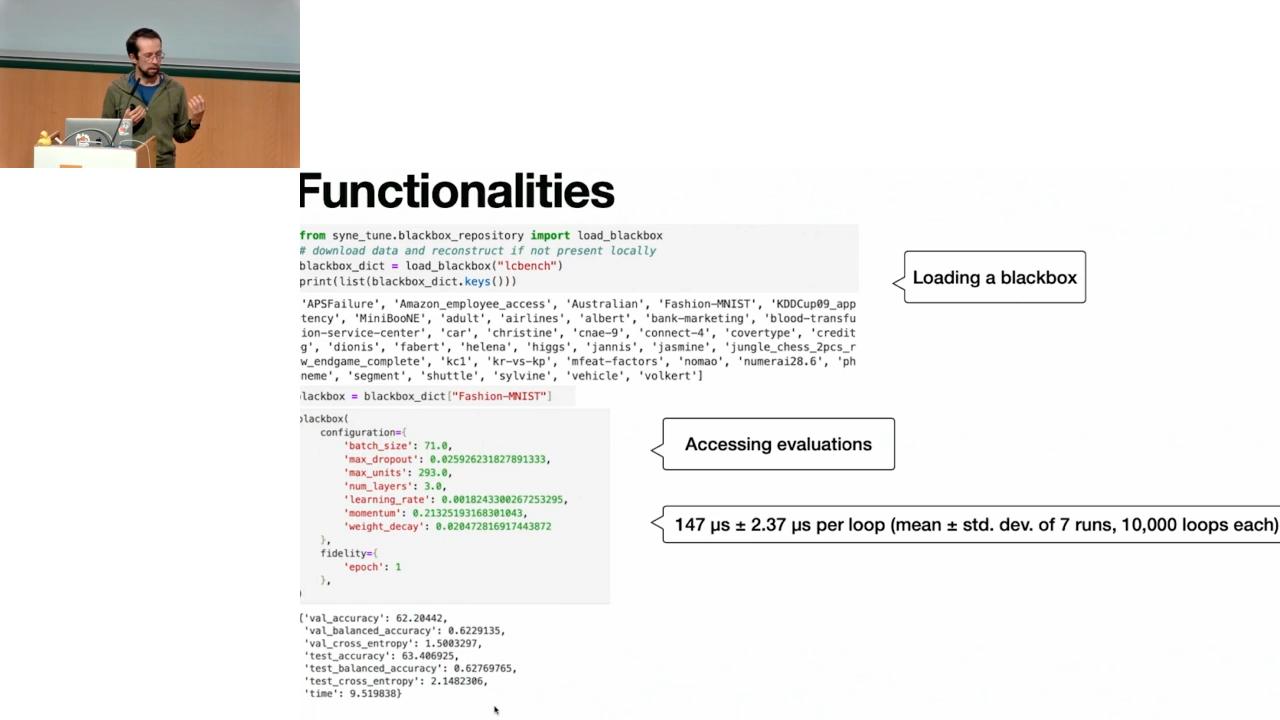 Functionalities
from syne_tune.blackbox_repository import load_blackbox
# download data and reconstruct if not present locally
blackbox_dict = load_blackbox("lcbench")
print(list(blackbox_dict.keys()))
Loading a blackbox
'APSFailure', 'Amazon_employee_access', 'Australian', 'Fashion-MNIST', 'KDDCup09_app
tency', 'MiniBooNE', 'adult', 'airlines', 'albert', 'bank-marketing', 'blood-transfu
ion-service-center', 'car', 'christine', 'cnae-9', 'connect-4', 'covertype', 'credit
g', 'dionis', 'fabert', 'helena', 'higgs', 'jannis', 'jasmine', 'jungle_chess_2pcs_r
w_endgame_complete', 'kc1', 'kr-vs-kp', 'mfeat-factors', 'nomao', 'numerai28.6', 'ph
neme', 'segment', 'shuttle', 'sylvine', 'vehicle', 'volkert']
lackbox = blackbox_dict["Fashion-MNIST"]
lackbox(
configuration={
'batch_size': 71.0,
'max_dropout': 0.025926231827891333,
'max_units': 293.0,
'num_layers': 3.0,
'learning_rate': 0.0018243300267253295,
'momentum': 0.21325193168301043,
'weight_decay': 0.020472816917443872
},
fidelity={
'epoch': 1
},
)
Accessing evaluations
147 µs ± 2.37 µs per loop (mean ± std. dev. of 7 runs, 10,000 loops each)
{'val_accuracy': 62.20442,
'val_balanced_accuracy': 0.6229135,
'val_cross_entropy': 1.5003297,
'test_accuracy': 63.406925,
'test_balanced_accuracy': 0.62769765,
'test_cross_entropy': 2.1482306,
'time': 9.519838}